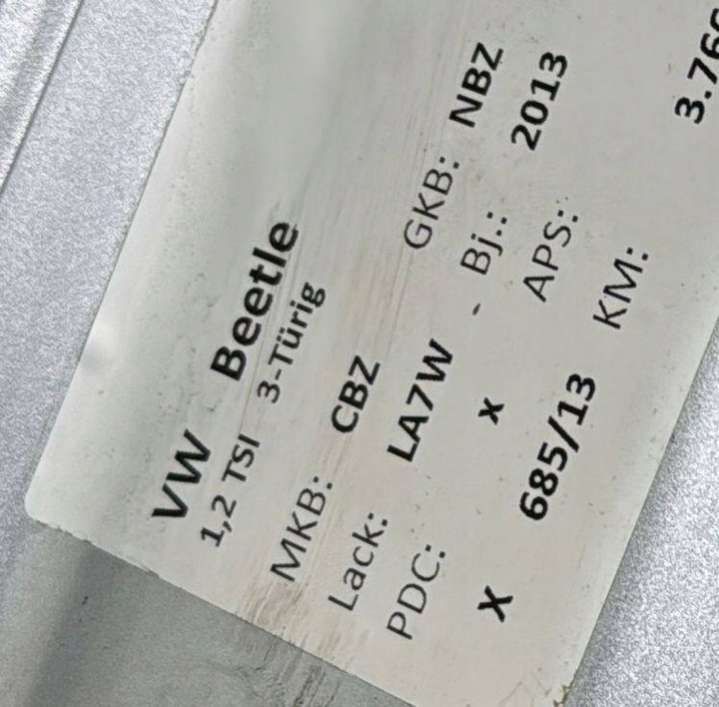 VW Beetle
1,2 TSI 3-Türig
MKB: CBZ GKB: NBZ
Lack: LA7W - Bj.: 2013
PDC: x APS:
X 685/13 KM: